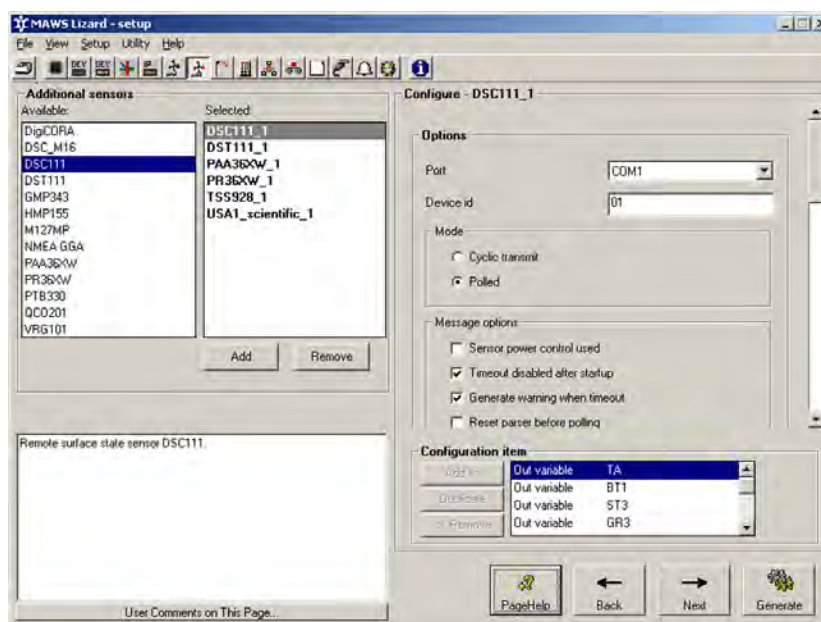 MAWS Lizard - setup
File View Setup Utility Help
DEV DEV
Additional sensors
Available:
Selected:
DigiCORA
DSC_M16
DSC111
DST111
GMP343
HMP155
M127MP
NMEA GGA
PAA36XW
PR36XW
PTB330
QCO201
VRG101
DSC111_1
DST111_1
PAA36XW_1
PR36XW_1
TSS928_1
USA1_scientific_1
Add
Remove
Remote surface state sensor DSC111.
User Comments on This Page...
Configure - DSC111_1
Options
Port
COM1
Device id
01
Mode
Cyclic transmit
Polled
Message options
Sensor power control used
Timeout disabled after startup
Generate warning when timeout
Reset parser before polling
Configuration item
Duplicate
Remove
Out variable TA
Out variable BT1
Out variable ST3
Out variable GR3
PageHelp
Back
Next
Generate